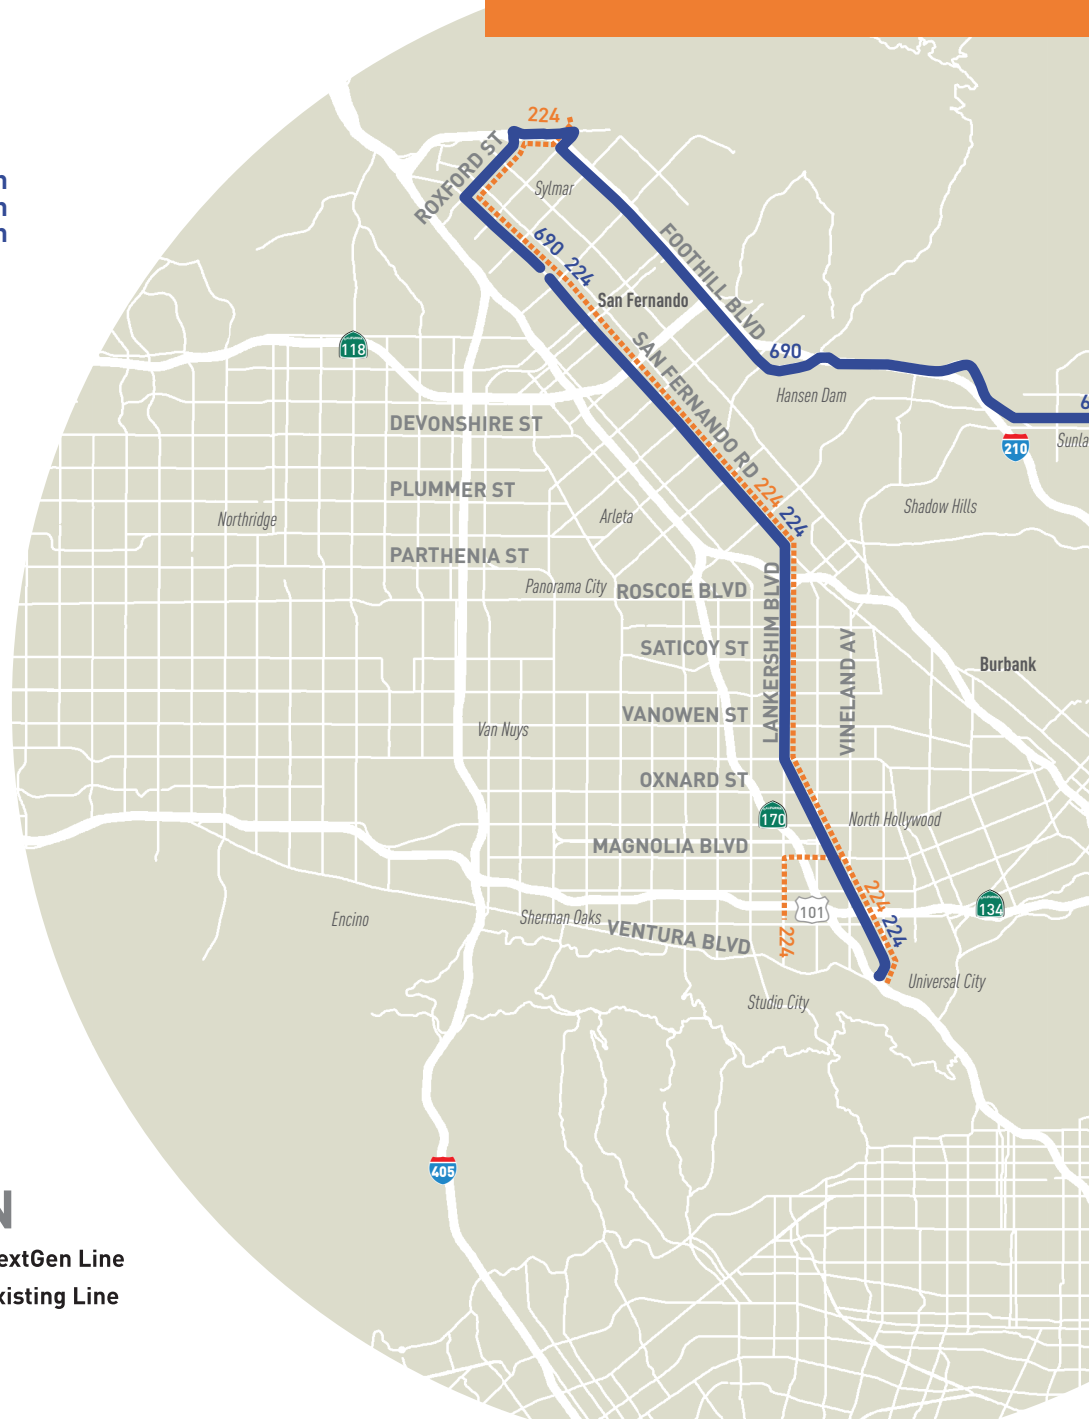 224
ROXFORD ST
Sylmar
690 224
FOOTHILL BLVD
San Fernando
118
SAN FERNANDO RD
690
Hansen Dam
6
DEVONSHIRE ST
Sunla
210
PLUMMER ST
224
224
Northridge
Arleta
Shadow Hills
PARTHENIA ST
Panorama City
ROSCOE BLVD
LANKERSHIM BLVD
SATICOY ST
VINELAND AV
Burbank
VANOWEN ST
Van Nuys
OXNARD ST
170
North Hollywood
MAGNOLIA BLVD
224
224
101
134
Encino
Sherman Oaks
VENTURA BLVD
224
Universal City
Studio City
405
N
extGen Line
xisting Line